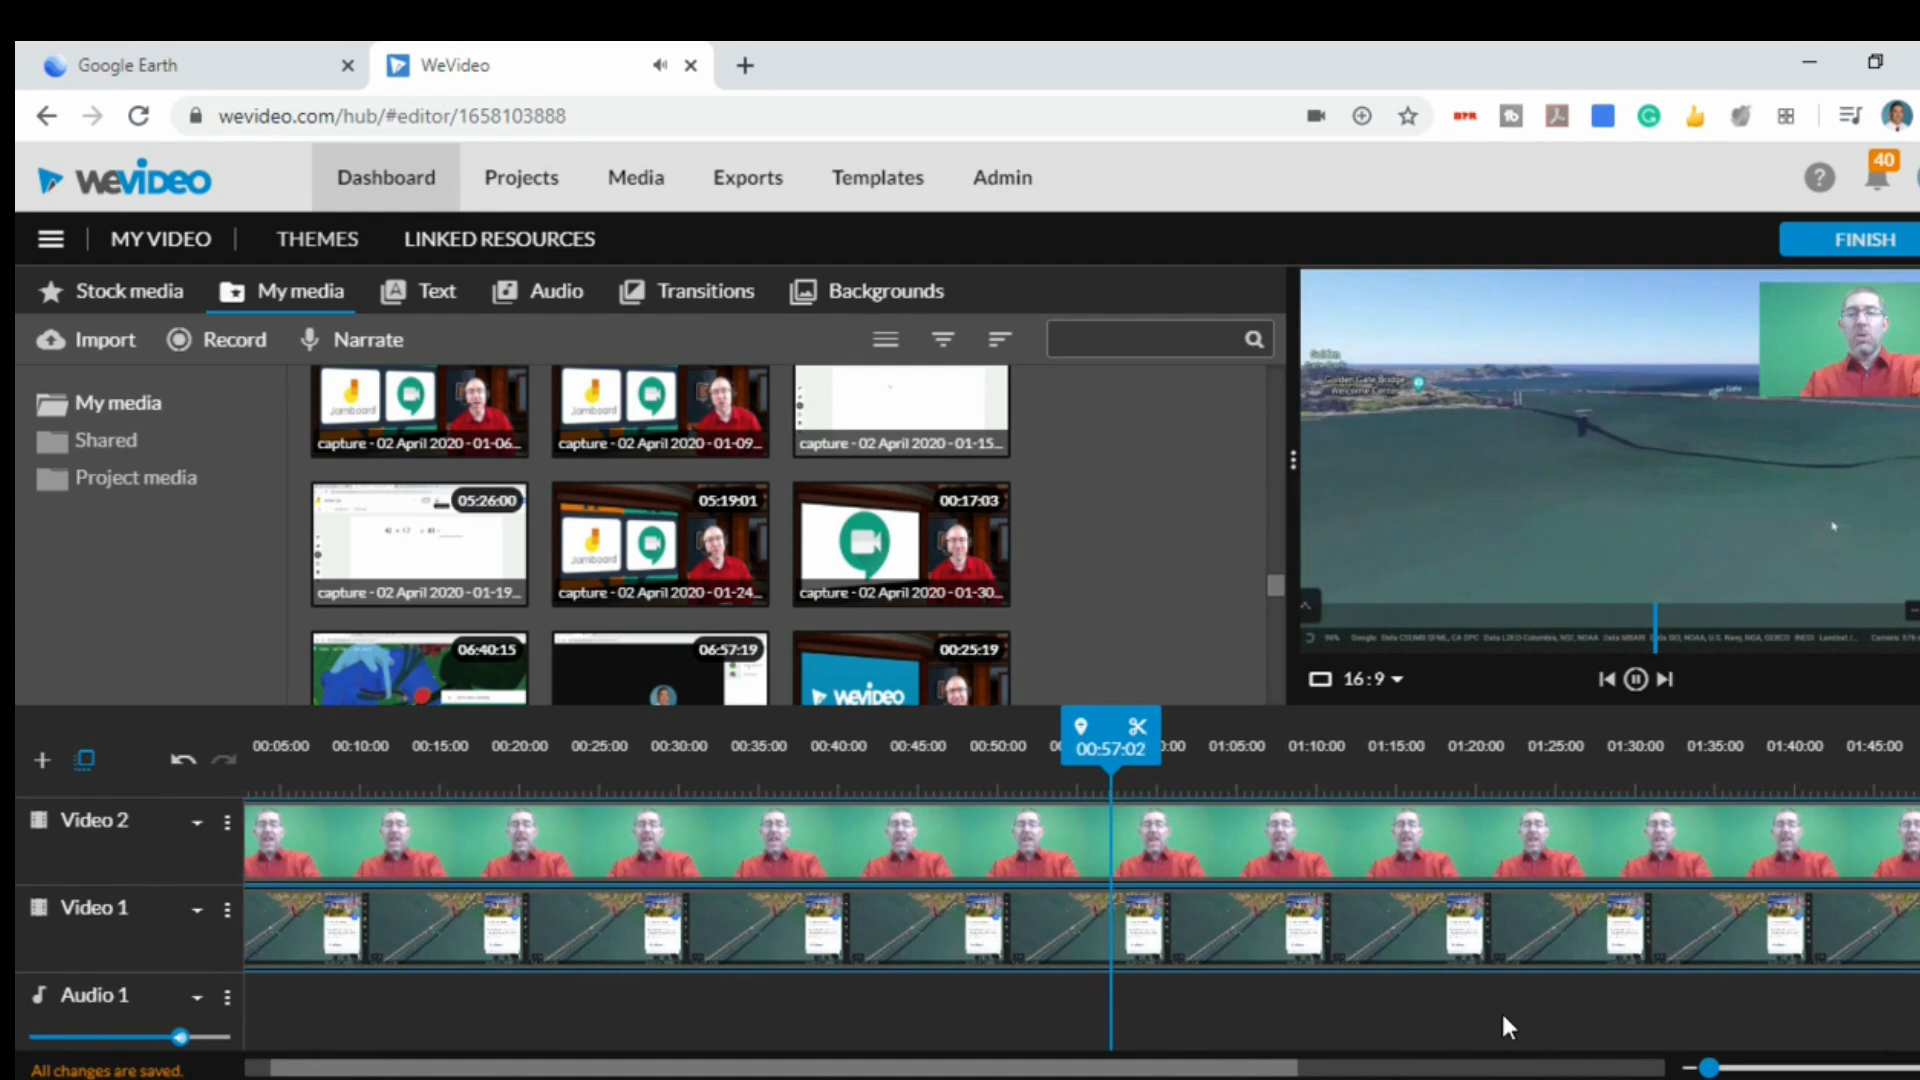 Google Earth
WeVideo
wevideo.com/hub/#editor/1658103888
WEVIDEO
Dashboard
Projects
Media
Exports
Templates
Admin
40
MY VIDEO
THEMES
LINKED RESOURCES
FINISH
Stock media
My media
Text
Audio
Transitions
Backgrounds
Import
Record
Narrate
My media
Shared
Project media
Jamboard
capture - 02 April 2020 - 01-06...
Jamboard
capture - 02 April 2020 - 01-09...
capture - 02 April 2020 - 01-15...
05:26:00
capture - 02 April 2020 - 01-19...
05:19:01
Jamboard
capture - 02 April 2020 - 01-24...
00:17:03
capture - 02 April 2020 - 01-30...
06:40:15
06:57:19
00:25:19
WEVIDEO
Golden Gate Bridge
Welcome Center
16:9
00:57:02
00:05:00 00:10:00 00:15:00 00:20:00 00:25:00 00:30:00 00:35:00 00:40:00 00:45:00 00:50:00 01:05:00 01:10:00 01:15:00 01:20:00 01:25:00 01:30:00 01:35:00 01:40:00 01:45:00
Video 2
Video 1
Audio 1
All changes are saved.